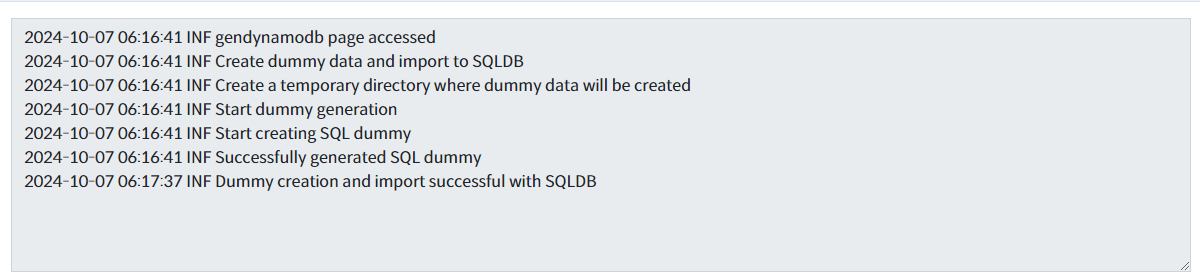 2024-10-07 06:16:41 INF gendynamodb page accessed
2024-10-07 06:16:41 INF Create dummy data and import to SQLDB
2024-10-07 06:16:41 INF Create a temporary directory where dummy data will be created
2024-10-07 06:16:41 INF Start dummy generation
2024-10-07 06:16:41 INF Start creating SQL dummy
2024-10-07 06:16:41 INF Successfully generated SQL dummy
2024-10-07 06:17:37 INF Dummy creation and import successful with SQLDB